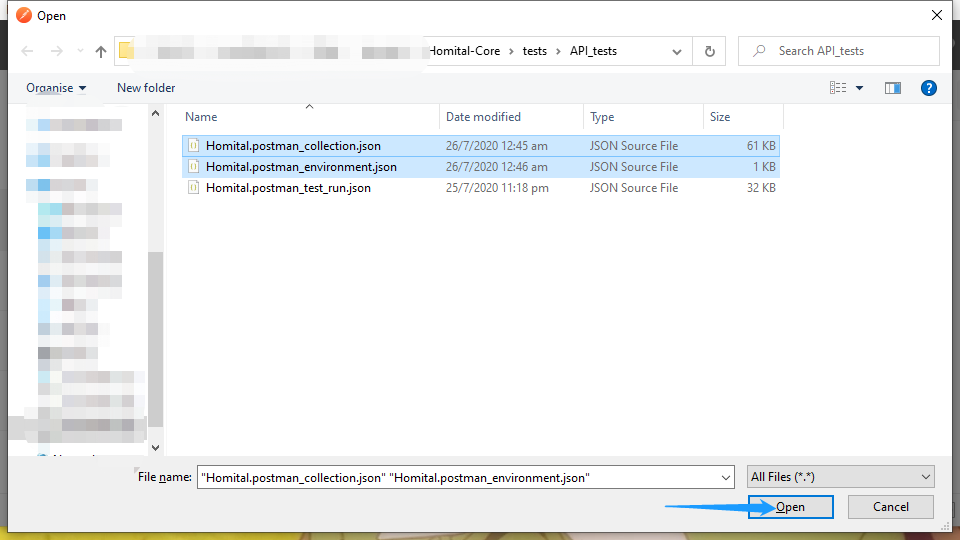 Open
Homital-Core > tests > API_tests
Search API_tests
Organise New folder
Name Date modified Type Size
Homital.postman_collection.json 26/7/2020 12:45 am JSON Source File 61 KB
Homital.postman_environment.json 26/7/2020 12:46 am JSON Source File 1 KB
Homital.postman_test_run.json 25/7/2020 11:18 pm JSON Source File 32 KB
File name: "Homital.postman_collection.json" "Homital.postman_environment.json" All Files (*.*)
Open Cancel